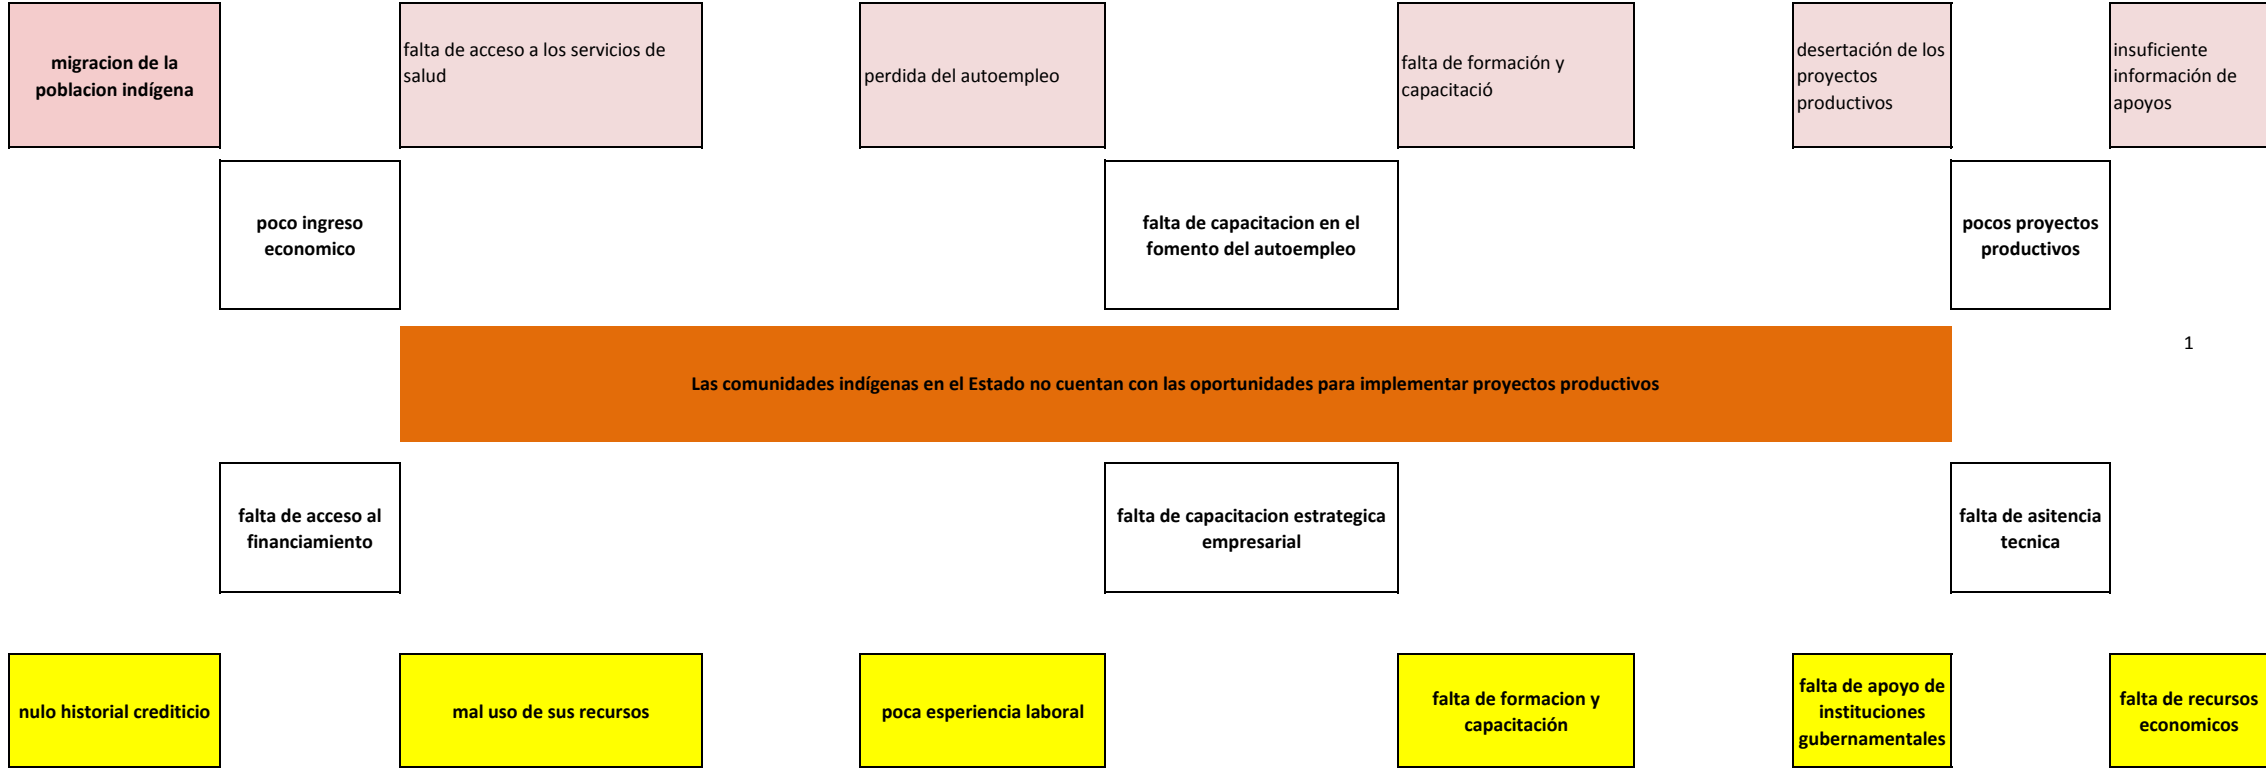 migracion de la
poblacion indígena
falta de acceso a los servicios de
salud
perdida del autoempleo
falta de formación y
capacitació
desertación de los
proyectos
productivos
insuficiente
información de
apoyos
poco ingreso
economico
falta de capacitacion en el
fomento del autoempleo
pocos proyectos
productivos
1
Las comunidades indígenas en el Estado no cuentan con las oportunidades para implementar proyectos productivos
falta de acceso al
financiamiento
falta de capacitacion estrategica
empresarial
falta de asitencia
tecnica
nulo historial crediticio
mal uso de sus recursos
poca esperiencia laboral
falta de formacion y
capacitación
falta de apoyo de
instituciones
gubernamentales
falta de recursos
economicos